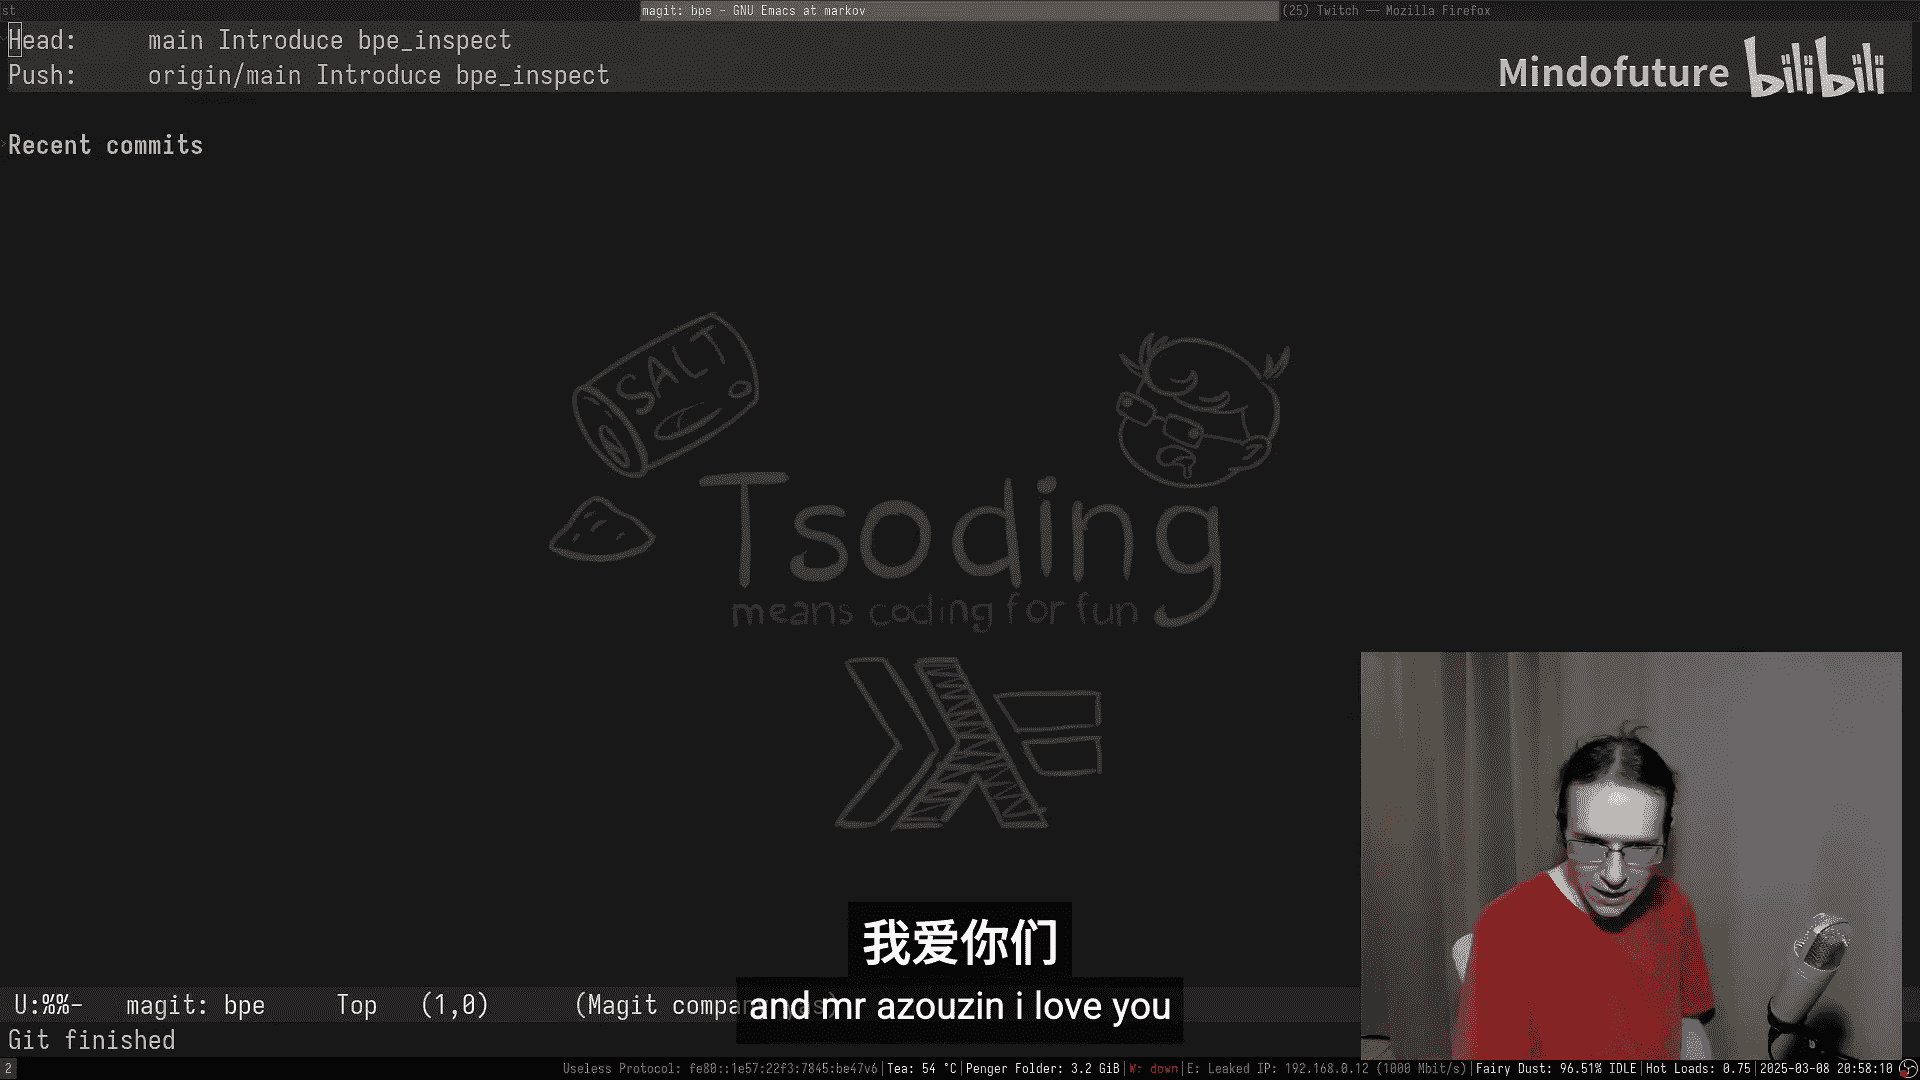 st
magit: bpe – GNU Emacs at markov
(25) Twitch — Mozilla Firefox
Head:     main Introduce bpe_inspect
Push:     origin/main Introduce bpe_inspect
Mindofuture bilibili
Recent commits
SALT
Tsoding
means coding for fun
我爱你们
and mr azouzin i love you
U:%%-   magit: bpe     Top   (1,0)     (Magit compan
Git finished
2
Useless Protocol: fe80::1e57:22f3:7845:be47%6|Tea: 54 °C|Penger Folder: 3.2 GiB|W: down|E: Leaked IP: 192.168.0.12 (1000 Mbit/s)|Fairy Dust: 96.51% IDLE|Hot Loads: 0.75|2025-03-08 20:58:10